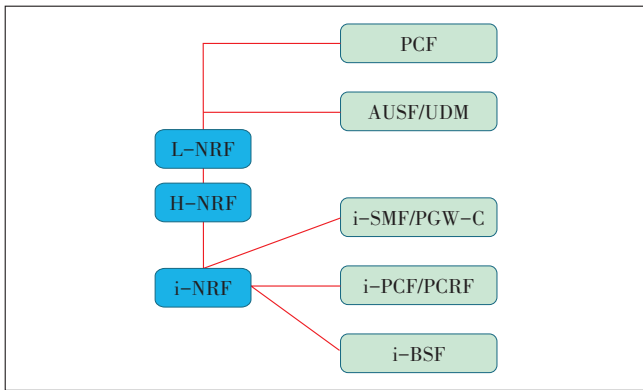 PCF
AUSF/UDM
L-NRF
H-NRF
i-SMF/PGW-C
i-NRF
i-PCF/PCRF
i-BSF